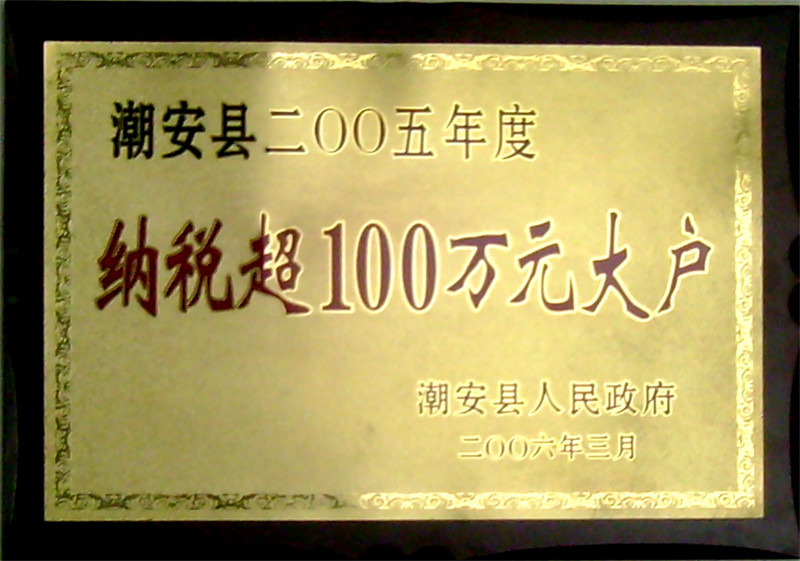 潮安县二〇〇五年度
纳税超100万元大户
潮安县人民政府
二〇〇六年三月